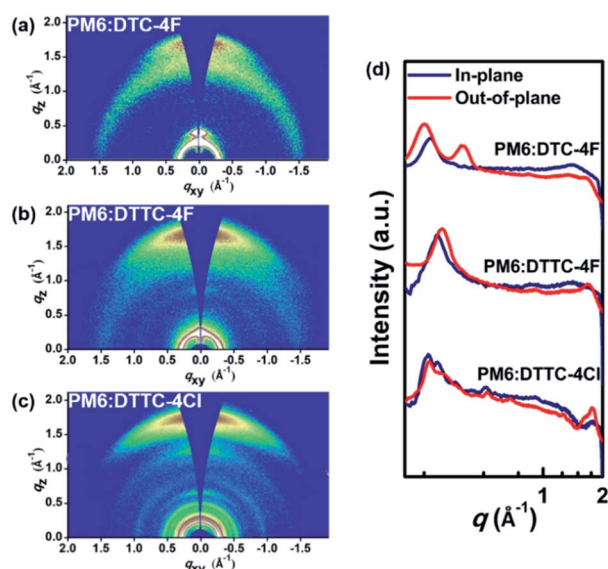 (a)
PM6:DTC-4F
2.0
1.5
1.0
0.5
0.0
qz (Å⁻¹)
2.0 1.5 1.0 0.5 0.0 -0.5 -1.0 -1.5
qxy (Å⁻¹)
(b)
PM6:DTTC-4F
2.0
1.5
1.0
0.5
0.0
qz (Å⁻¹)
2.0 1.5 1.0 0.5 0.0 -0.5 -1.0 -1.5
qxy (Å⁻¹)
(c)
PM6:DTTC-4Cl
2.0
1.5
1.0
0.5
0.0
qz (Å⁻¹)
2.0 1.5 1.0 0.5 0.0 -0.5 -1.0 -1.5
qxy (Å⁻¹)
(d)
In-plane
Out-of-plane
PM6:DTC-4F
PM6:DTTC-4F
PM6:DTTC-4Cl
Intensity (a.u.)
1 2
q (Å⁻¹)